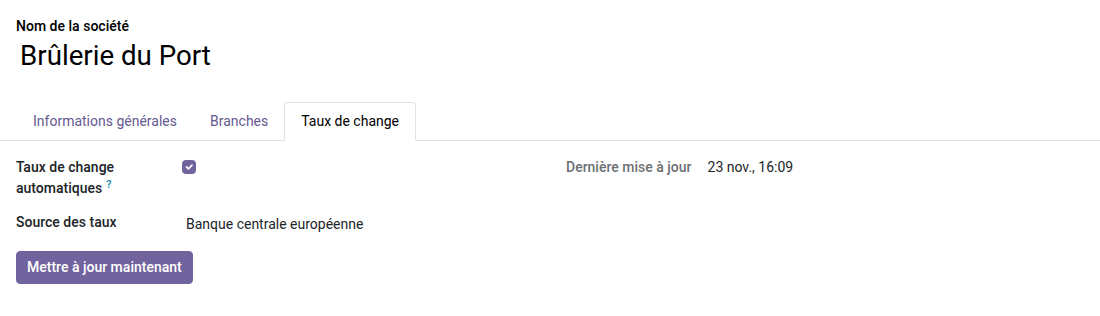 Nom de la société
Brûlerie du Port
Informations générales Branches Taux de change
Taux de change automatiques ? Dernière mise à jour 23 nov., 16:09
Source des taux Banque centrale européenne
Mettre à jour maintenant